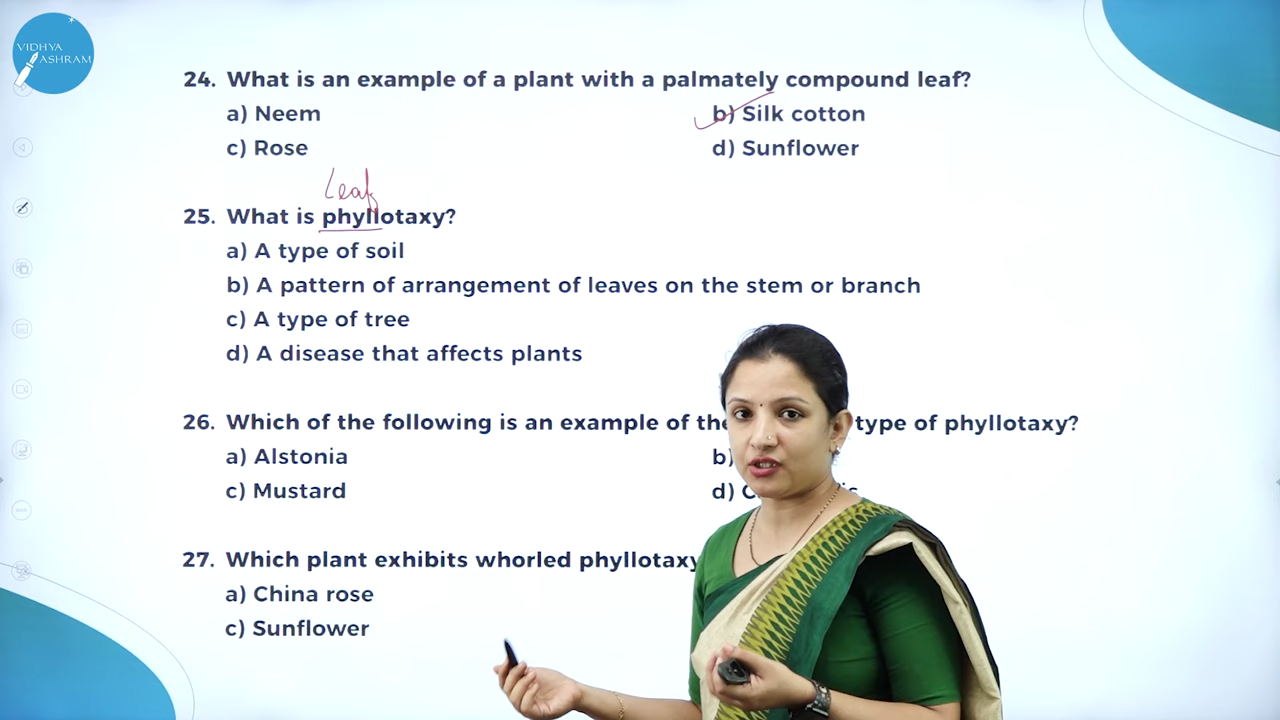 VIDHYA
ASHRAM
24. What is an example of a plant with a palmately compound leaf?
a) Neem
b) Silk cotton
c) Rose
d) Sunflower
Leaf
25. What is phyllotaxy?
a) A type of soil
b) A pattern of arrangement of leaves on the stem or branch
c) A type of tree
d) A disease that affects plants
26. Which of the following is an example of the type of phyllotaxy?
a) Alstonia
b)
c) Mustard
d)
27. Which plant exhibits whorled phyllotaxy
a) China rose
c) Sunflower